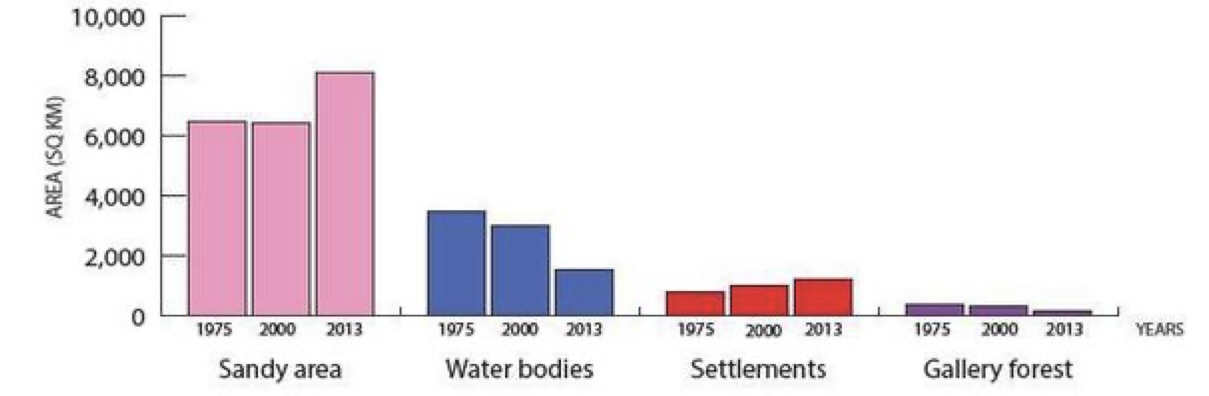 10,000
8,000
6,000
4,000
2,000
0
AREA (SQ KM)
1975 2000 2013 1975 2000 2013 1975 2000 2013 1975 2000 2013 YEARS
Sandy area Water bodies Settlements Gallery forest